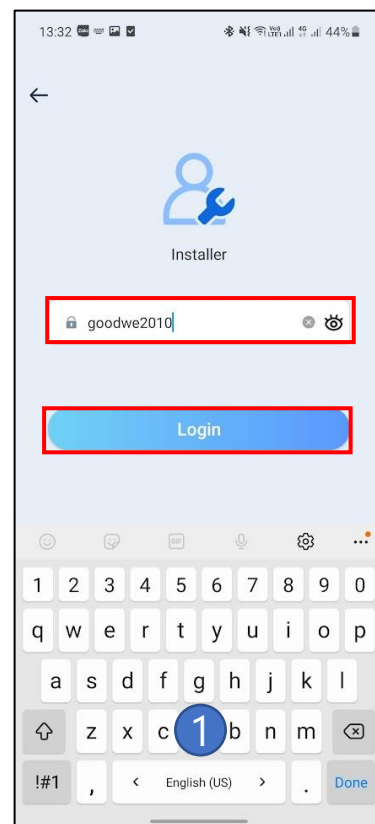 13:32 44%
Installer
goodwe2010
Login
GIF
1 2 3 4 5 6 7 8 9 0
q w e r t y u i o p
a s d f g h j k l
z x c 1 b n m
!#1 , < English (US) > . Done